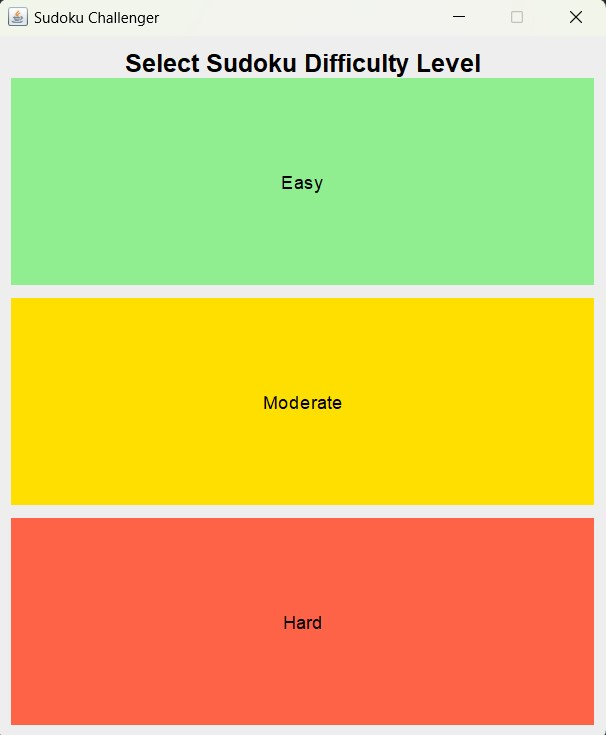 Sudoku Challenger
Select Sudoku Difficulty Level
Easy
Moderate
Hard